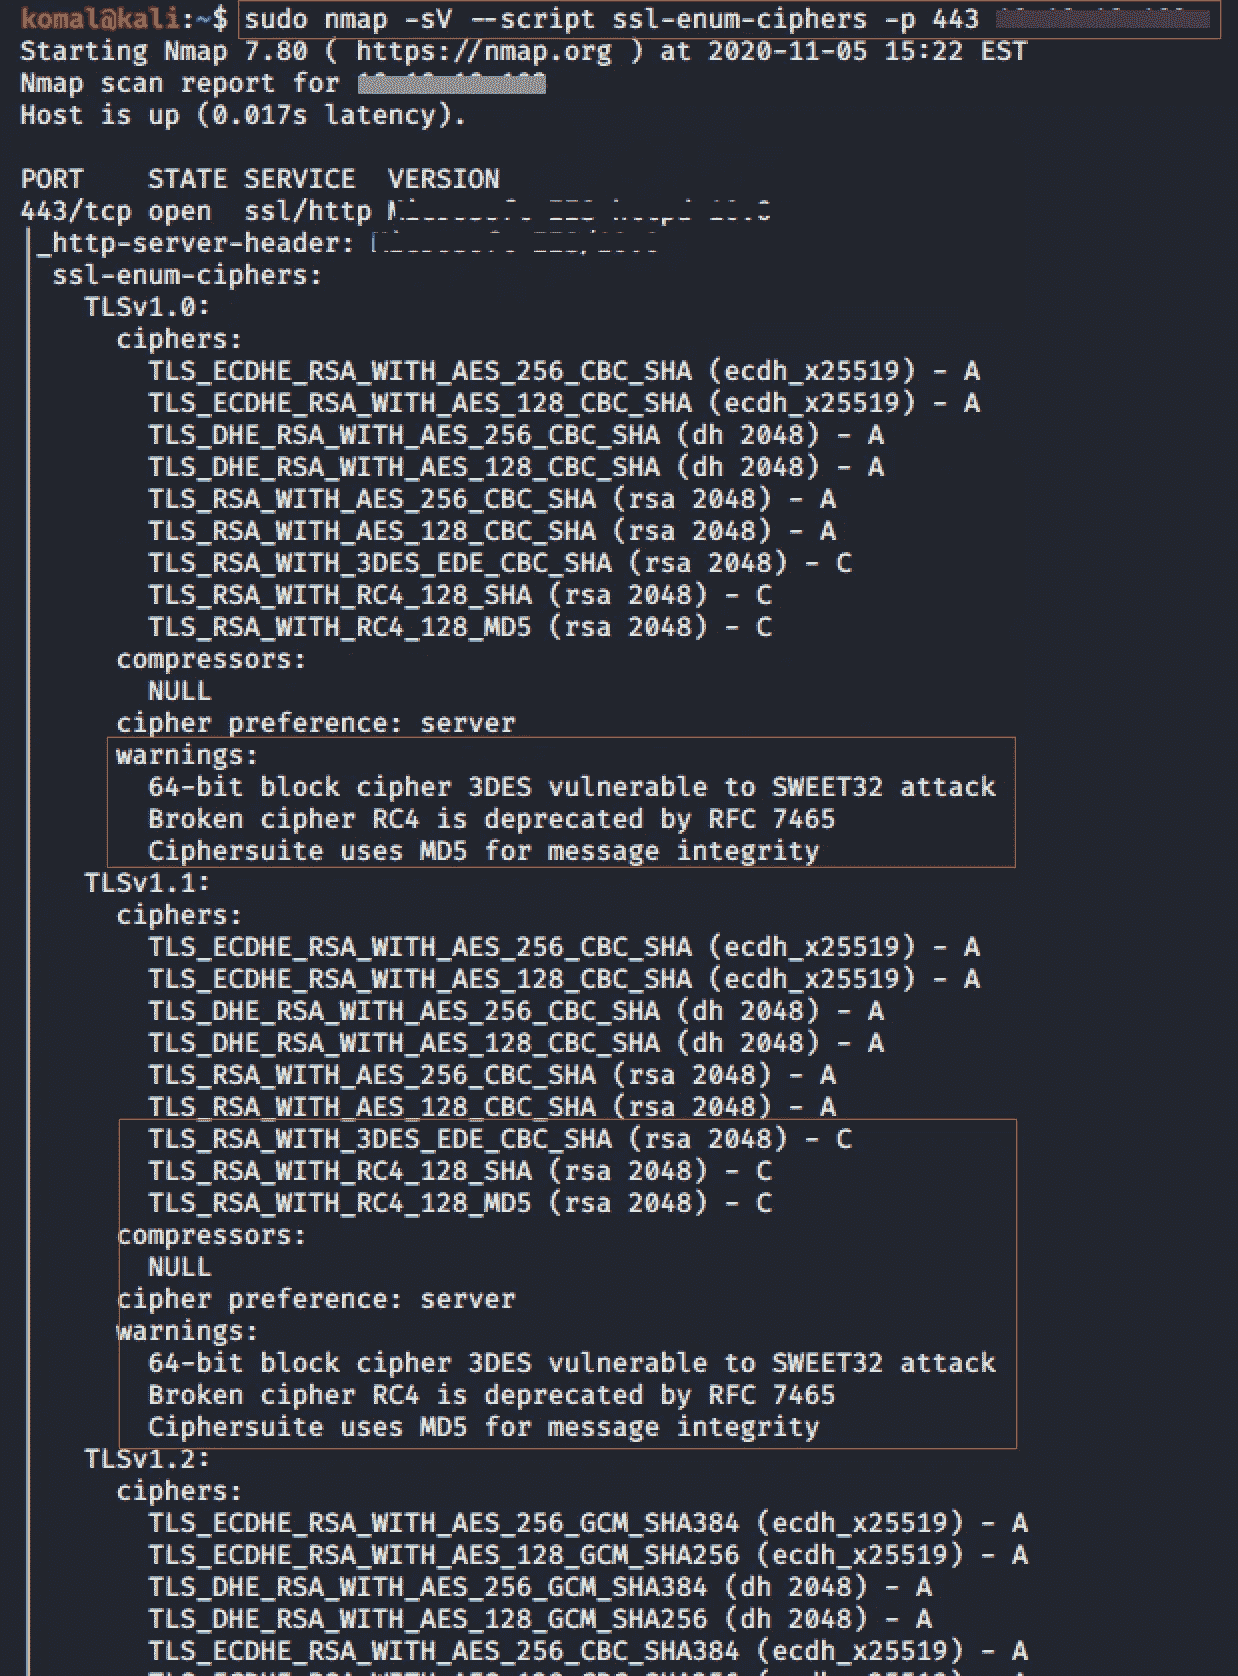 komal@kali:~$ sudo nmap -sV --script ssl-enum-ciphers -p 443
Starting Nmap 7.80 ( https://nmap.org ) at 2020-11-05 15:22 EST
Nmap scan report for
Host is up (0.017s latency).
PORT    STATE SERVICE  VERSION
443/tcp open  ssl/http
|_http-server-header:
| ssl-enum-ciphers:
|   TLSv1.0:
|     ciphers:
|       TLS_ECDHE_RSA_WITH_AES_256_CBC_SHA (ecdh_x25519) - A
|       TLS_ECDHE_RSA_WITH_AES_128_CBC_SHA (ecdh_x25519) - A
|       TLS_DHE_RSA_WITH_AES_256_CBC_SHA (dh 2048) - A
|       TLS_DHE_RSA_WITH_AES_128_CBC_SHA (dh 2048) - A
|       TLS_RSA_WITH_AES_256_CBC_SHA (rsa 2048) - A
|       TLS_RSA_WITH_AES_128_CBC_SHA (rsa 2048) - A
|       TLS_RSA_WITH_3DES_EDE_CBC_SHA (rsa 2048) - C
|       TLS_RSA_WITH_RC4_128_SHA (rsa 2048) - C
|       TLS_RSA_WITH_RC4_128_MD5 (rsa 2048) - C
|     compressors:
|       NULL
|     cipher preference: server
|     warnings:
|       64-bit block cipher 3DES vulnerable to SWEET32 attack
|       Broken cipher RC4 is deprecated by RFC 7465
|       Ciphersuite uses MD5 for message integrity
|   TLSv1.1:
|     ciphers:
|       TLS_ECDHE_RSA_WITH_AES_256_CBC_SHA (ecdh_x25519) - A
|       TLS_ECDHE_RSA_WITH_AES_128_CBC_SHA (ecdh_x25519) - A
|       TLS_DHE_RSA_WITH_AES_256_CBC_SHA (dh 2048) - A
|       TLS_DHE_RSA_WITH_AES_128_CBC_SHA (dh 2048) - A
|       TLS_RSA_WITH_AES_256_CBC_SHA (rsa 2048) - A
|       TLS_RSA_WITH_AES_128_CBC_SHA (rsa 2048) - A
|       TLS_RSA_WITH_3DES_EDE_CBC_SHA (rsa 2048) - C
|       TLS_RSA_WITH_RC4_128_SHA (rsa 2048) - C
|       TLS_RSA_WITH_RC4_128_MD5 (rsa 2048) - C
|     compressors:
|       NULL
|     cipher preference: server
|     warnings:
|       64-bit block cipher 3DES vulnerable to SWEET32 attack
|       Broken cipher RC4 is deprecated by RFC 7465
|       Ciphersuite uses MD5 for message integrity
|   TLSv1.2:
|     ciphers:
|       TLS_ECDHE_RSA_WITH_AES_256_GCM_SHA384 (ecdh_x25519) - A
|       TLS_ECDHE_RSA_WITH_AES_128_GCM_SHA256 (ecdh_x25519) - A
|       TLS_DHE_RSA_WITH_AES_256_GCM_SHA384 (dh 2048) - A
|       TLS_DHE_RSA_WITH_AES_128_GCM_SHA256 (dh 2048) - A
|       TLS_ECDHE_RSA_WITH_AES_256_CBC_SHA384 (ecdh_x25519) - A